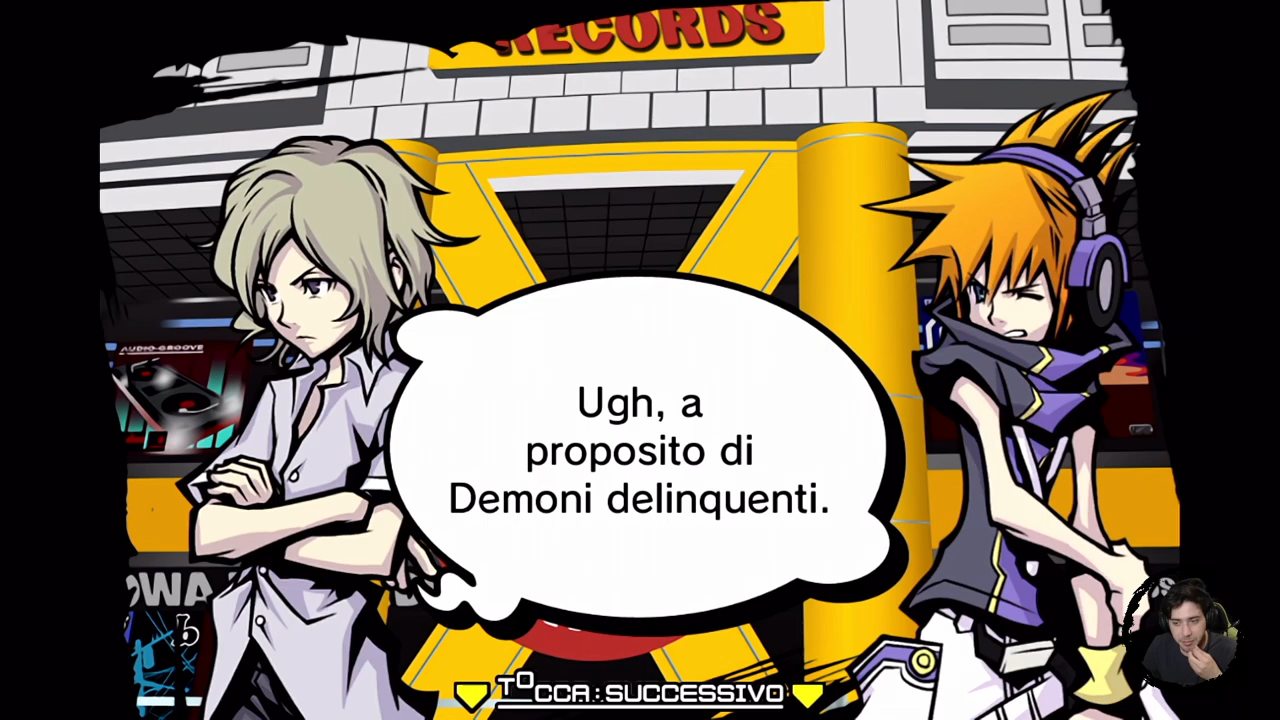 RECORDS
AUDIO-GROOVE
Ugh, a
proposito di
Demoni delinquenti.
TOCCA:SUCCESSIVO